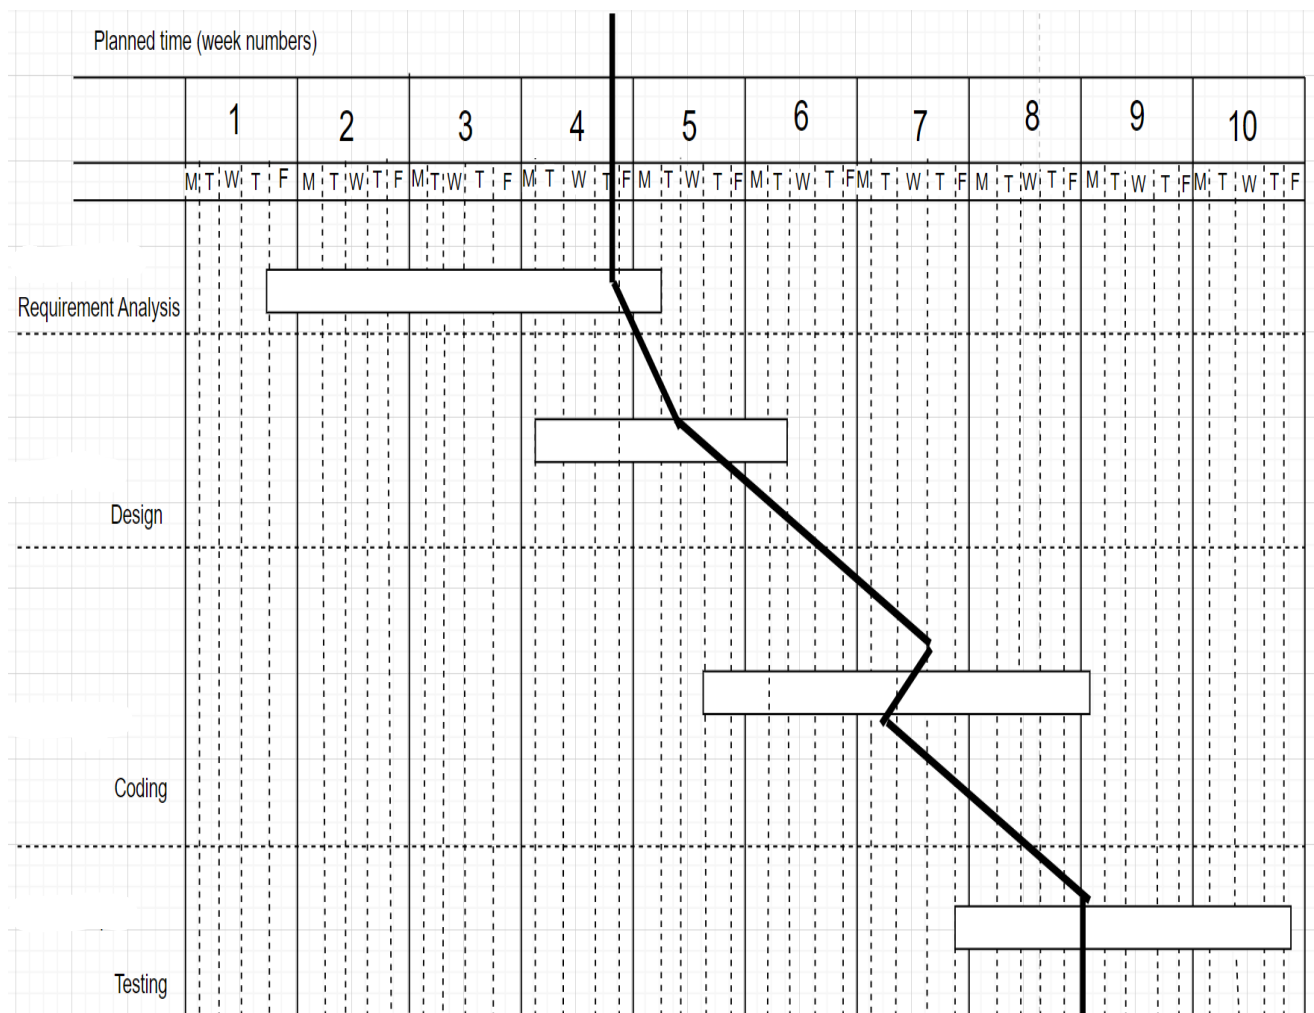 Planned time (week numbers)
1 2 3 4 5 6 7 8 9 10
M T W T F M T W T F M T W T F M T W T F M T W T F M T W T F M T W T F M T W T F M T W T F M T W T F
Requirement Analysis
Design
Coding
Testing